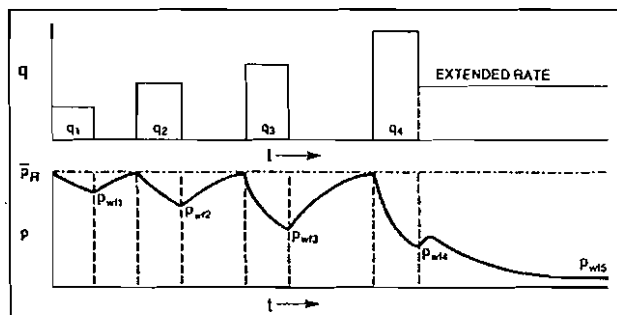 q
EXTENDED RATE
q1 q2 q3 q4
t
p̄R
pwf1
pwf2
pwf3
pwf4
pwf5
p
t